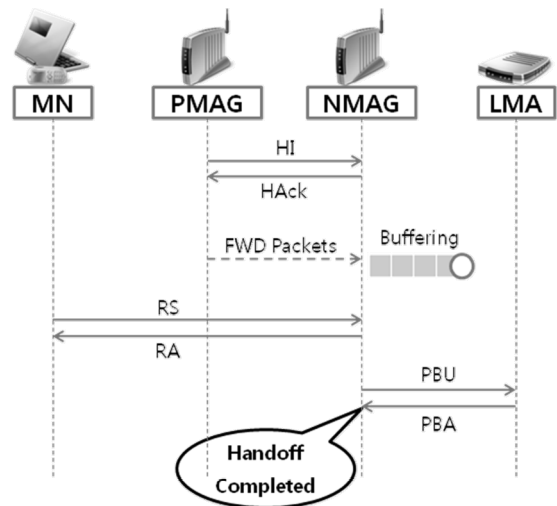 MN PMAG NMAG LMA
HI
HAck
FWD Packets Buffering
RS
RA
PBU
PBA
Handoff
Completed